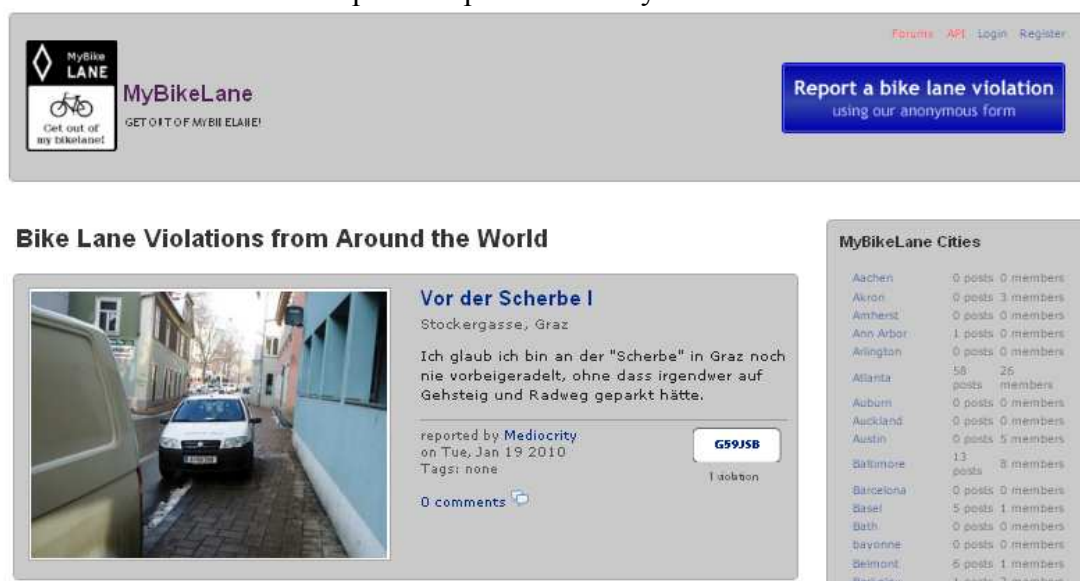 Forums API Login Register
MyBike
LANE
Get out of
my bikelane!
MyBikeLane
Report a bike lane violation
using our anonymous form
Bike Lane Violations from Around the World
Vor der Scherbe I
Stockergasse, Graz
Ich glaub ich bin an der "Scherbe" in Graz noch
nie vorbeigeradelt, ohne dass irgendwer auf
Gehsteig und Radweg geparkt hätte.
reported by Mediocrity
on Tue, Jan 19 2010
Tags: none
0 comments
G59JSB
1 violation
MyBikeLane Cities
Aachen 0 posts 0 members
Akron 0 posts 3 members
Amherst 0 posts 0 members
Ann Arbor 1 posts 0 members
Arlington 0 posts 0 members
Atlanta 58 posts 26 members
Auburn 0 posts 0 members
Auckland 0 posts 0 members
Austin 0 posts 5 members
Baltimore 13 posts 8 members
Barcelona 0 posts 0 members
Basel 5 posts 1 members
Bath 0 posts 0 members
bayonne 0 posts 0 members
Belmont 6 posts 1 members